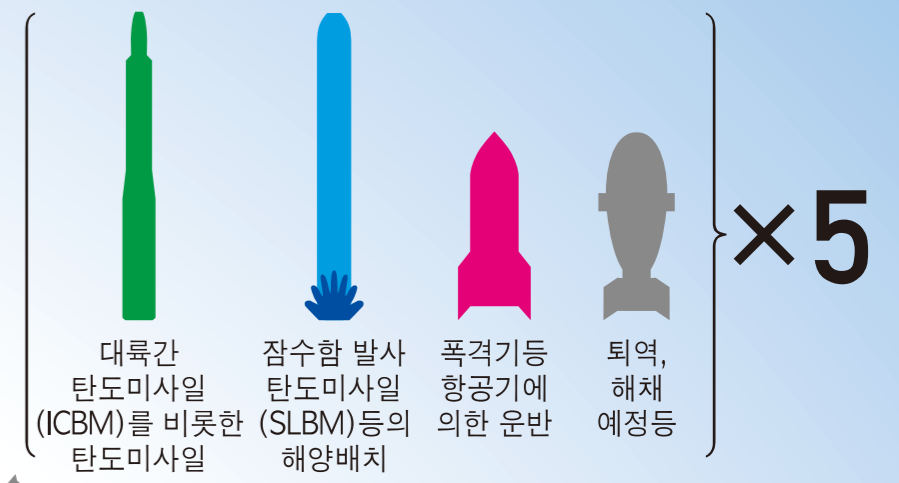 대륙간
탄도미사일
(ICBM)를 비롯한
탄도미사일
잠수함 발사
탄도미사일
(SLBM)등의
해양배치
폭격기등
항공기에
의한 운반
퇴역,
해채
예정등
×5